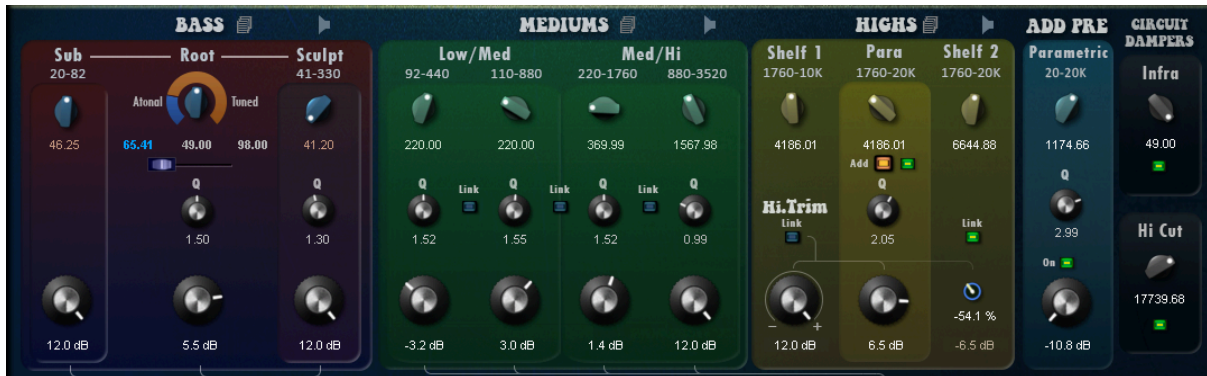 BASS MEDIUMS HIGHS ADD PRE CIRCUIT DAMPERS
Sub Root Sculpt Low/Med Med/Hi Shelf 1 Para Shelf 2 Parametric Infra
20-82 41-330 92-440 110-880 220-1760 880-3520 1760-10K 1760-20K 1760-20K 20-20K
Atonal Tuned
46.25 65.41 49.00 98.00 41.20 220.00 220.00 369.99 1567.98 4186.01 4186.01 6644.88 1174.66 49.00
Add
Q Q Q Link Q Link Q Link Q Q Q
Hi.Trim
Link Link
1.50 1.30 1.52 1.55 1.52 0.99 2.05 2.99 Hi Cut
On
-54.1 %
17739.68
- +
12.0 dB 5.5 dB 12.0 dB -3.2 dB 3.0 dB 1.4 dB 12.0 dB 12.0 dB 6.5 dB -6.5 dB -10.8 dB